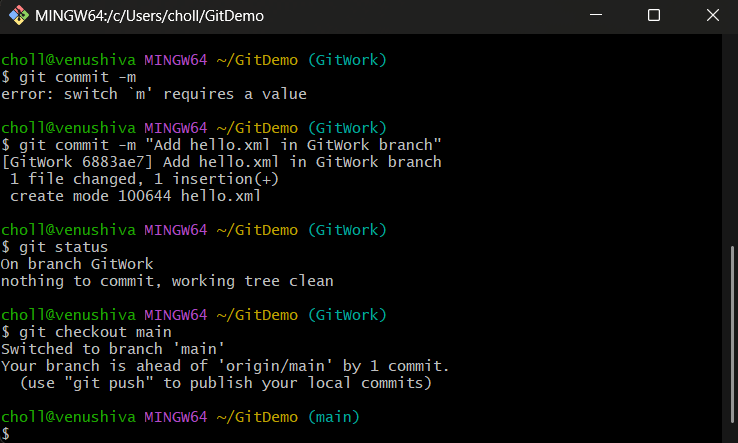 MINGW64:/c/Users/choll/GitDemo
choll@venushiva MINGW64 ~/GitDemo (GitWork)
$ git commit -m
error: switch `m' requires a value
choll@venushiva MINGW64 ~/GitDemo (GitWork)
$ git commit -m "Add hello.xml in GitWork branch"
[GitWork 6883ae7] Add hello.xml in GitWork branch
 1 file changed, 1 insertion(+)
 create mode 100644 hello.xml
choll@venushiva MINGW64 ~/GitDemo (GitWork)
$ git status
On branch GitWork
nothing to commit, working tree clean
choll@venushiva MINGW64 ~/GitDemo (GitWork)
$ git checkout main
Switched to branch 'main'
Your branch is ahead of 'origin/main' by 1 commit.
  (use "git push" to publish your local commits)
choll@venushiva MINGW64 ~/GitDemo (main)
$